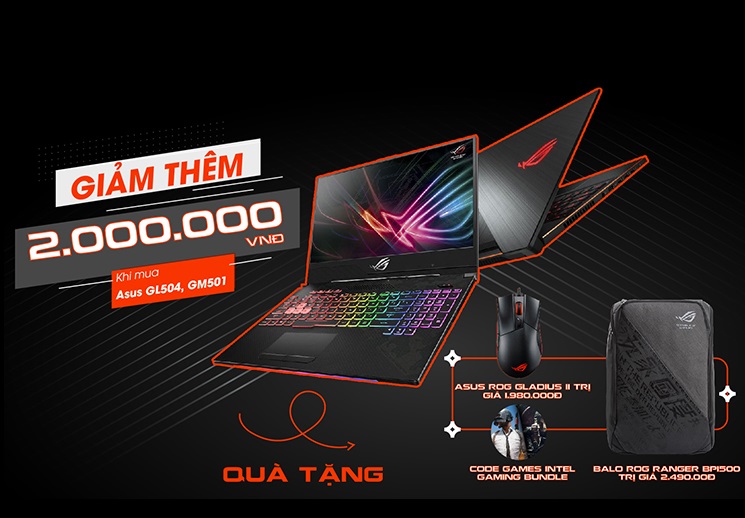 GIẢM THÊM
2.000.000
VNĐ
Khi mua
Asus GL504, GM501
QUÀ TẶNG
ASUS ROG GLADIUS II TRỊ
GIÁ 1.980.000Đ
CODE GAMES INTEL
GAMING BUNDLE
BALO ROG RANGER BP1500
TRỊ GIÁ 2.490.00Đ